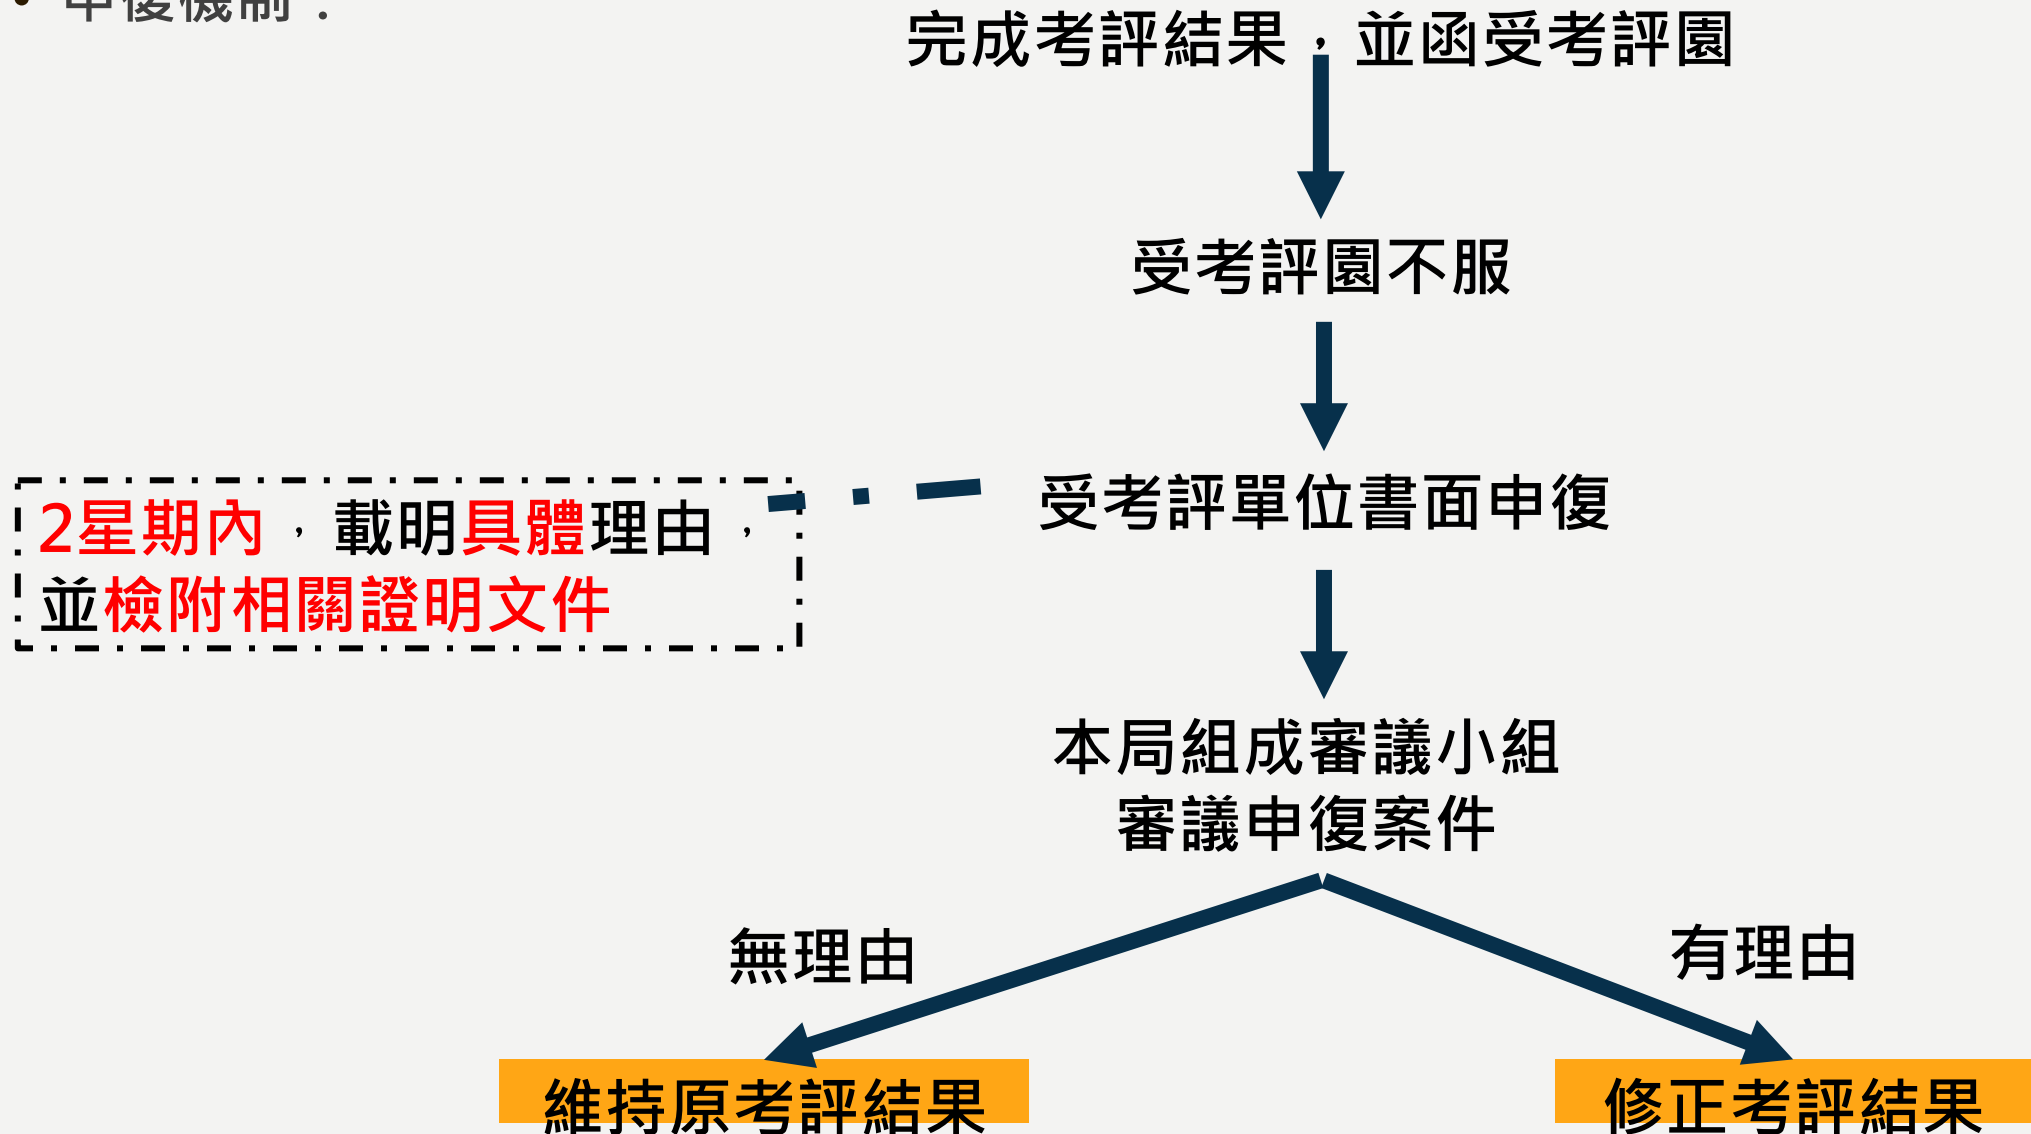 • 申復機制：
完成考評結果，並函受考評園
受考評園不服
受考評單位書面申復
2星期內，載明具體理由，
並檢附相關證明文件
本局組成審議小組
審議申復案件
無理由
有理由
維持原考評結果
修正考評結果